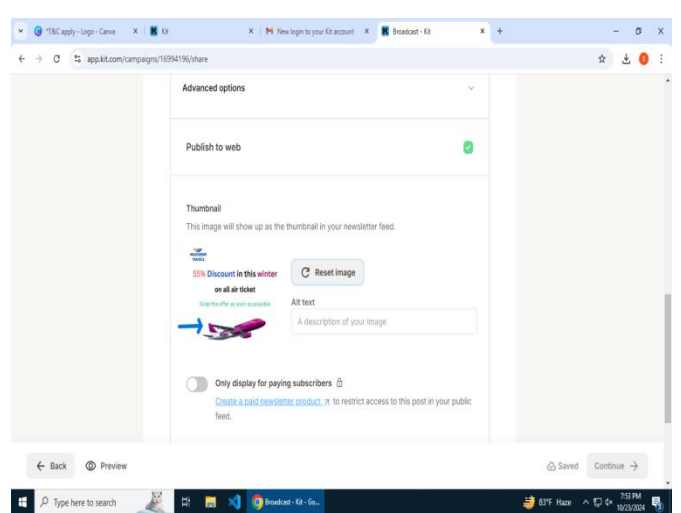 *T&C apply - Logo - Canva
Kit
New login to your Kit account
Broadcast - Kit
app.kit.com/campaigns/16994196/share
Advanced options
Publish to web
Thumbnail
This image will show up as the thumbnail in your newsletter feed.
55% Discount in this winter
on all air ticket
Grab the offer as soon as possible
Reset image
Alt text
A description of your image
Only display for paying subscribers
Create a paid newsletter product to restrict access to this post in your public
feed.
Back
Preview
Saved
Continue
Type here to search
Broadcast - Kit - Go...
83°F Haze
7:53 PM
10/23/2024